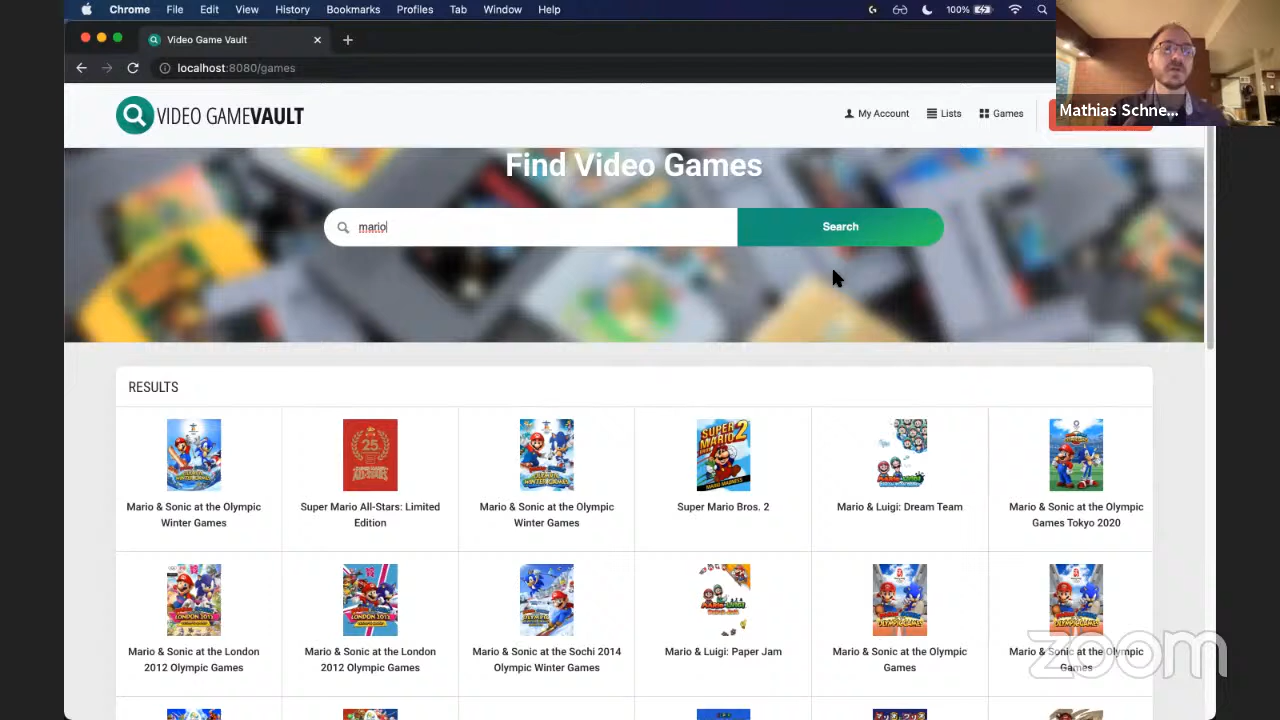 Chrome File Edit View History Bookmarks Profiles Tab Window Help 100%
Video Game Vault
localhost:8080/games
Mathias Schne...
VIDEO GAMEVAULT My Account Lists Games
Find Video Games
mario Search
RESULTS
Mario & Sonic at the Olympic Winter Games
Super Mario All-Stars: Limited Edition
Mario & Sonic at the Olympic Winter Games
Super Mario Bros. 2
Mario & Luigi: Dream Team
Mario & Sonic at the Olympic Games Tokyo 2020
Mario & Sonic at the London 2012 Olympic Games
Mario & Sonic at the London 2012 Olympic Games
Mario & Sonic at the Sochi 2014 Olympic Winter Games
Mario & Luigi: Paper Jam
Mario & Sonic at the Olympic Games
Mario & Sonic at the Olympic Games
zoom